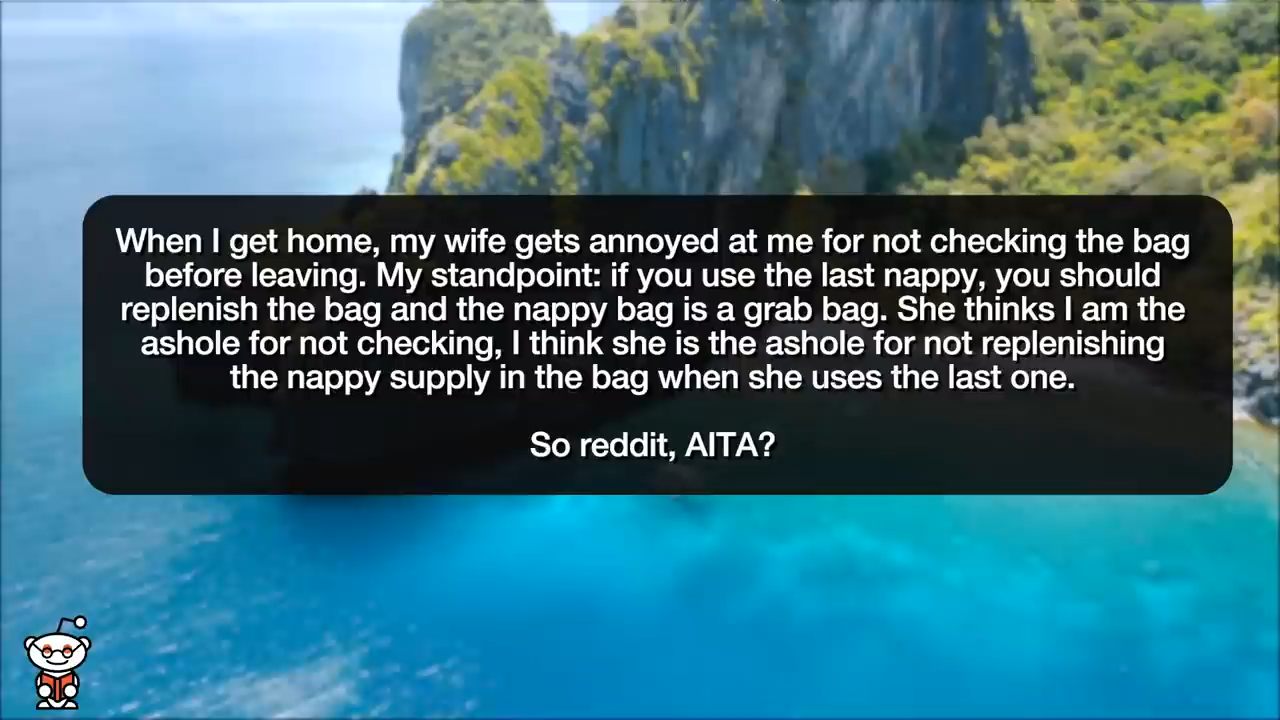 When I get home, my wife gets annoyed at me for not checking the bag
before leaving. My standpoint: if you use the last nappy, you should
replenish the bag and the nappy bag is a grab bag. She thinks I am the
ashole for not checking, I think she is the ashole for not replenishing
the nappy supply in the bag when she uses the last one.
So reddit, AITA?